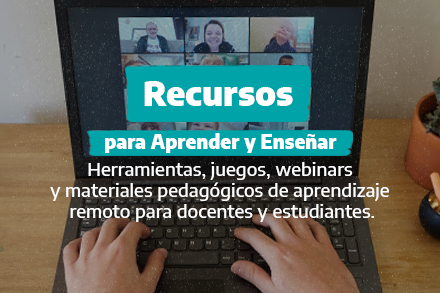 Recursos
para Aprender y Enseñar
Herramientas, juegos, webinars
y materiales pedagógicos de aprendizaje
remoto para docentes y estudiantes.